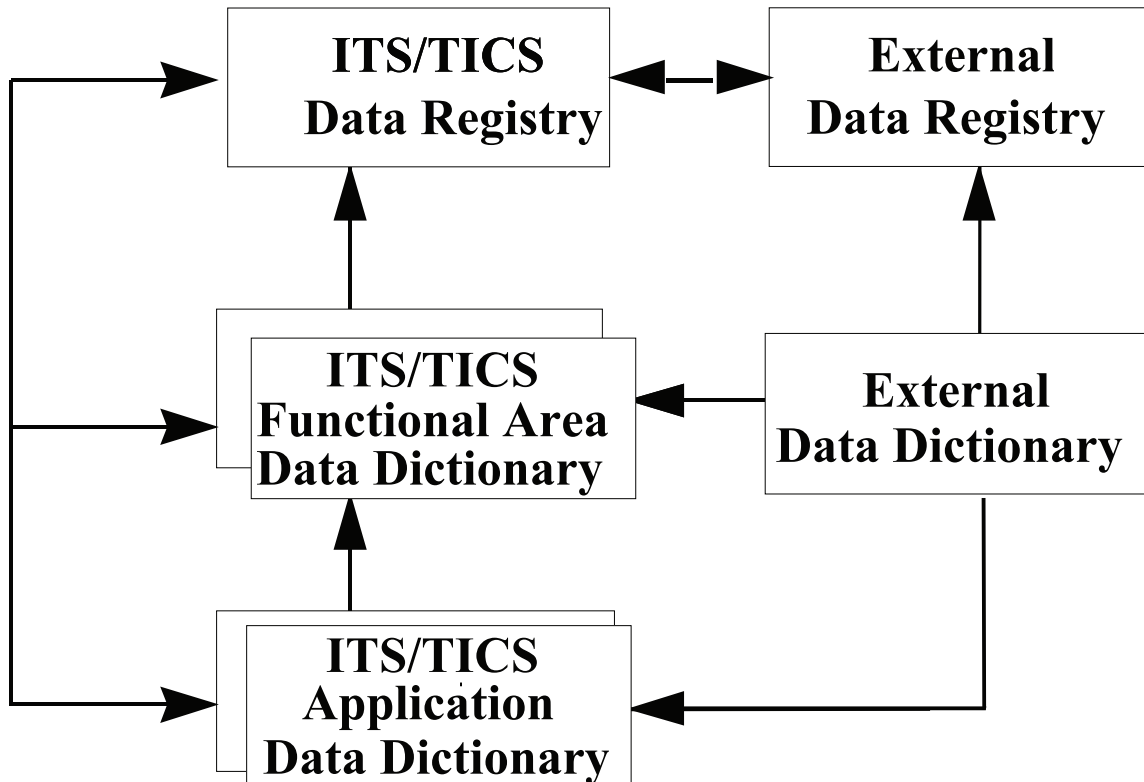 ITS/TICS
Data Registry
External
Data Registry
ITS/TICS
Functional Area
Data Dictionary
External
Data Dictionary
ITS/TICS
Application
Data Dictionary